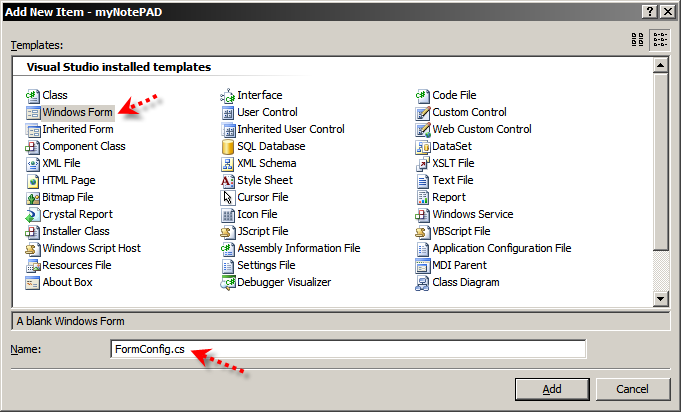 Add New Item - myNotePAD
Templates:
Visual Studio installed templates
Class Interface Code File
Windows Form User Control Custom Control
Inherited Form Inherited User Control Web Custom Control
Component Class SQL Database DataSet
XML File XML Schema XSLT File
HTML Page Style Sheet Text File
Bitmap File Cursor File Report
Crystal Report Icon File Windows Service
Installer Class JScript File VBScript File
Windows Script Host Assembly Information File Application Configuration File
Resources File Settings File MDI Parent
About Box Debugger Visualizer Class Diagram
A blank Windows Form
Name: FormConfig.cs
Add Cancel